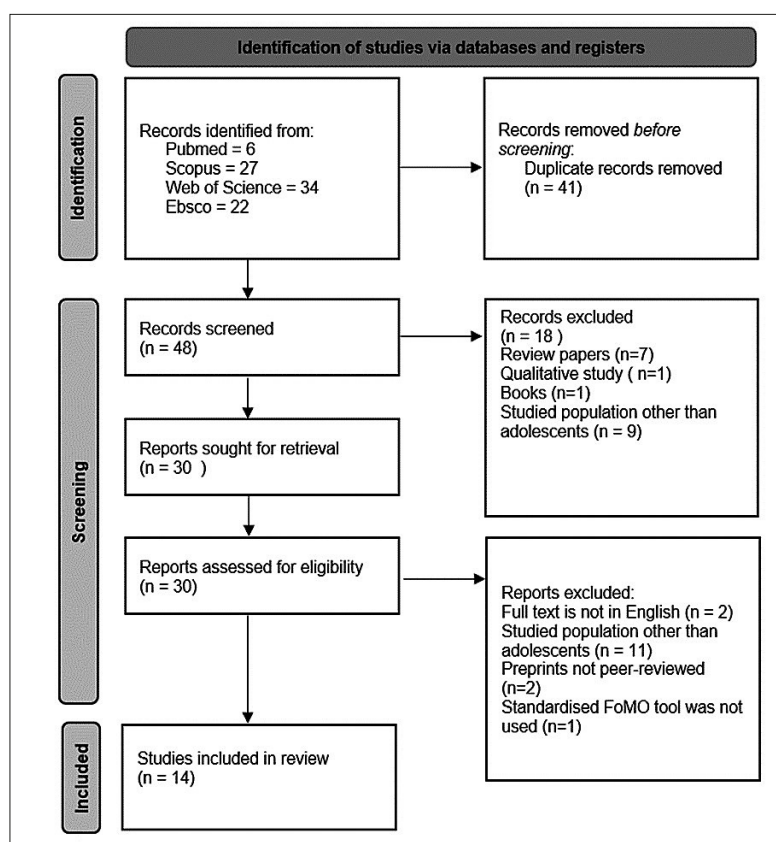 Identification of studies via databases and registers
Identification
Records identified from:
Pubmed = 6
Scopus = 27
Web of Science = 34
Ebsco = 22
Records removed before
screening:
Duplicate records removed
(n = 41)
Screening
Records screened
(n = 48)
Records excluded
(n = 18 )
Review papers (n=7)
Qualitative study ( n=1)
Books (n=1)
Studied population other than
adolescents (n = 9)
Reports sought for retrieval
(n = 30 )
Reports assessed for eligibility
(n = 30)
Reports excluded:
Full text is not in English (n = 2)
Studied population other than
adolescents (n = 11)
Preprints not peer-reviewed
(n=2)
Standardised FoMO tool was not
used (n=1)
Included
Studies included in review
(n = 14)